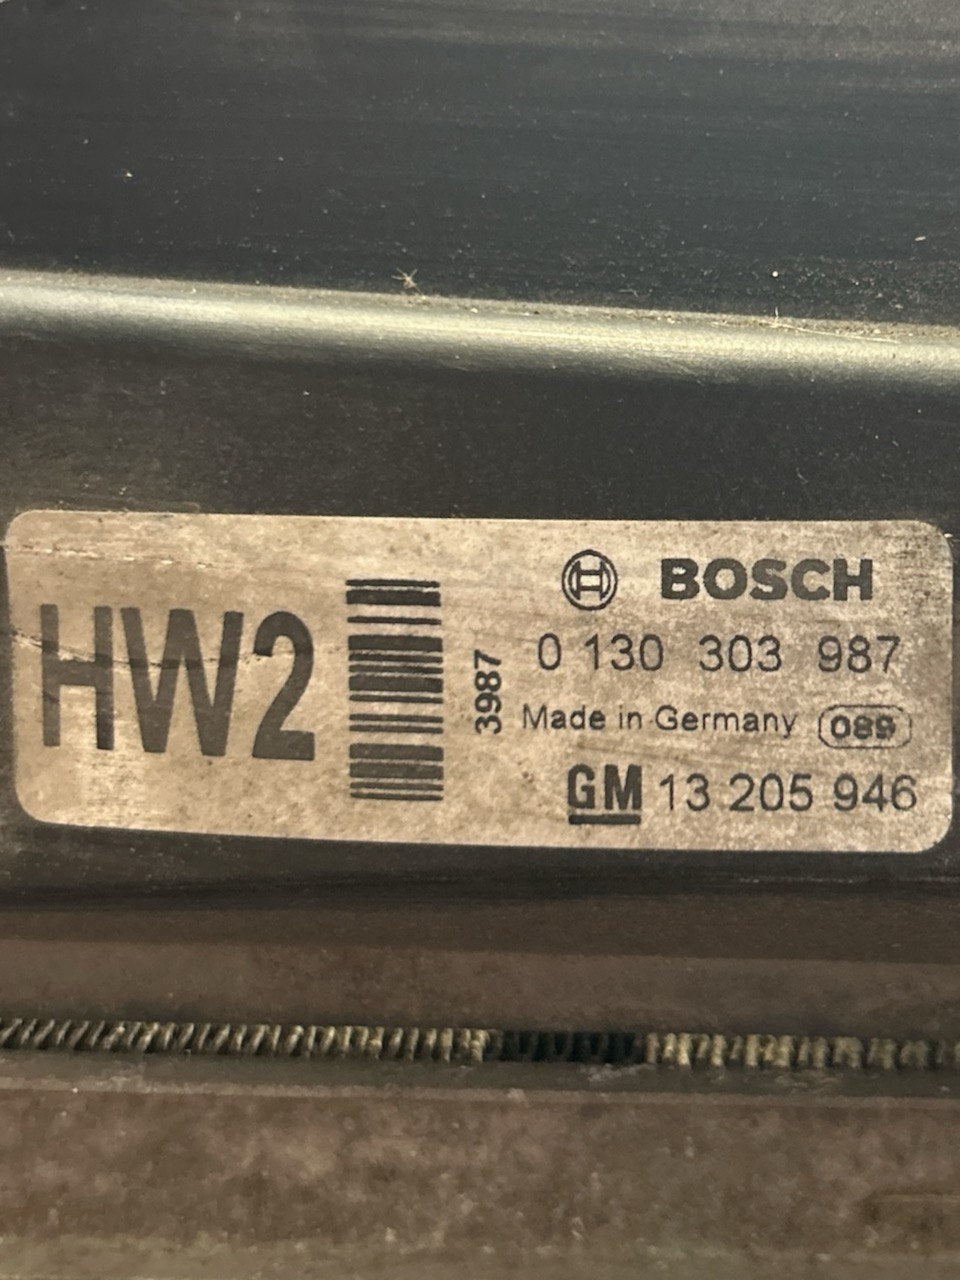 HW2
3987
BOSCH
0 130 303 987
Made in Germany 089
GM 13 205 946